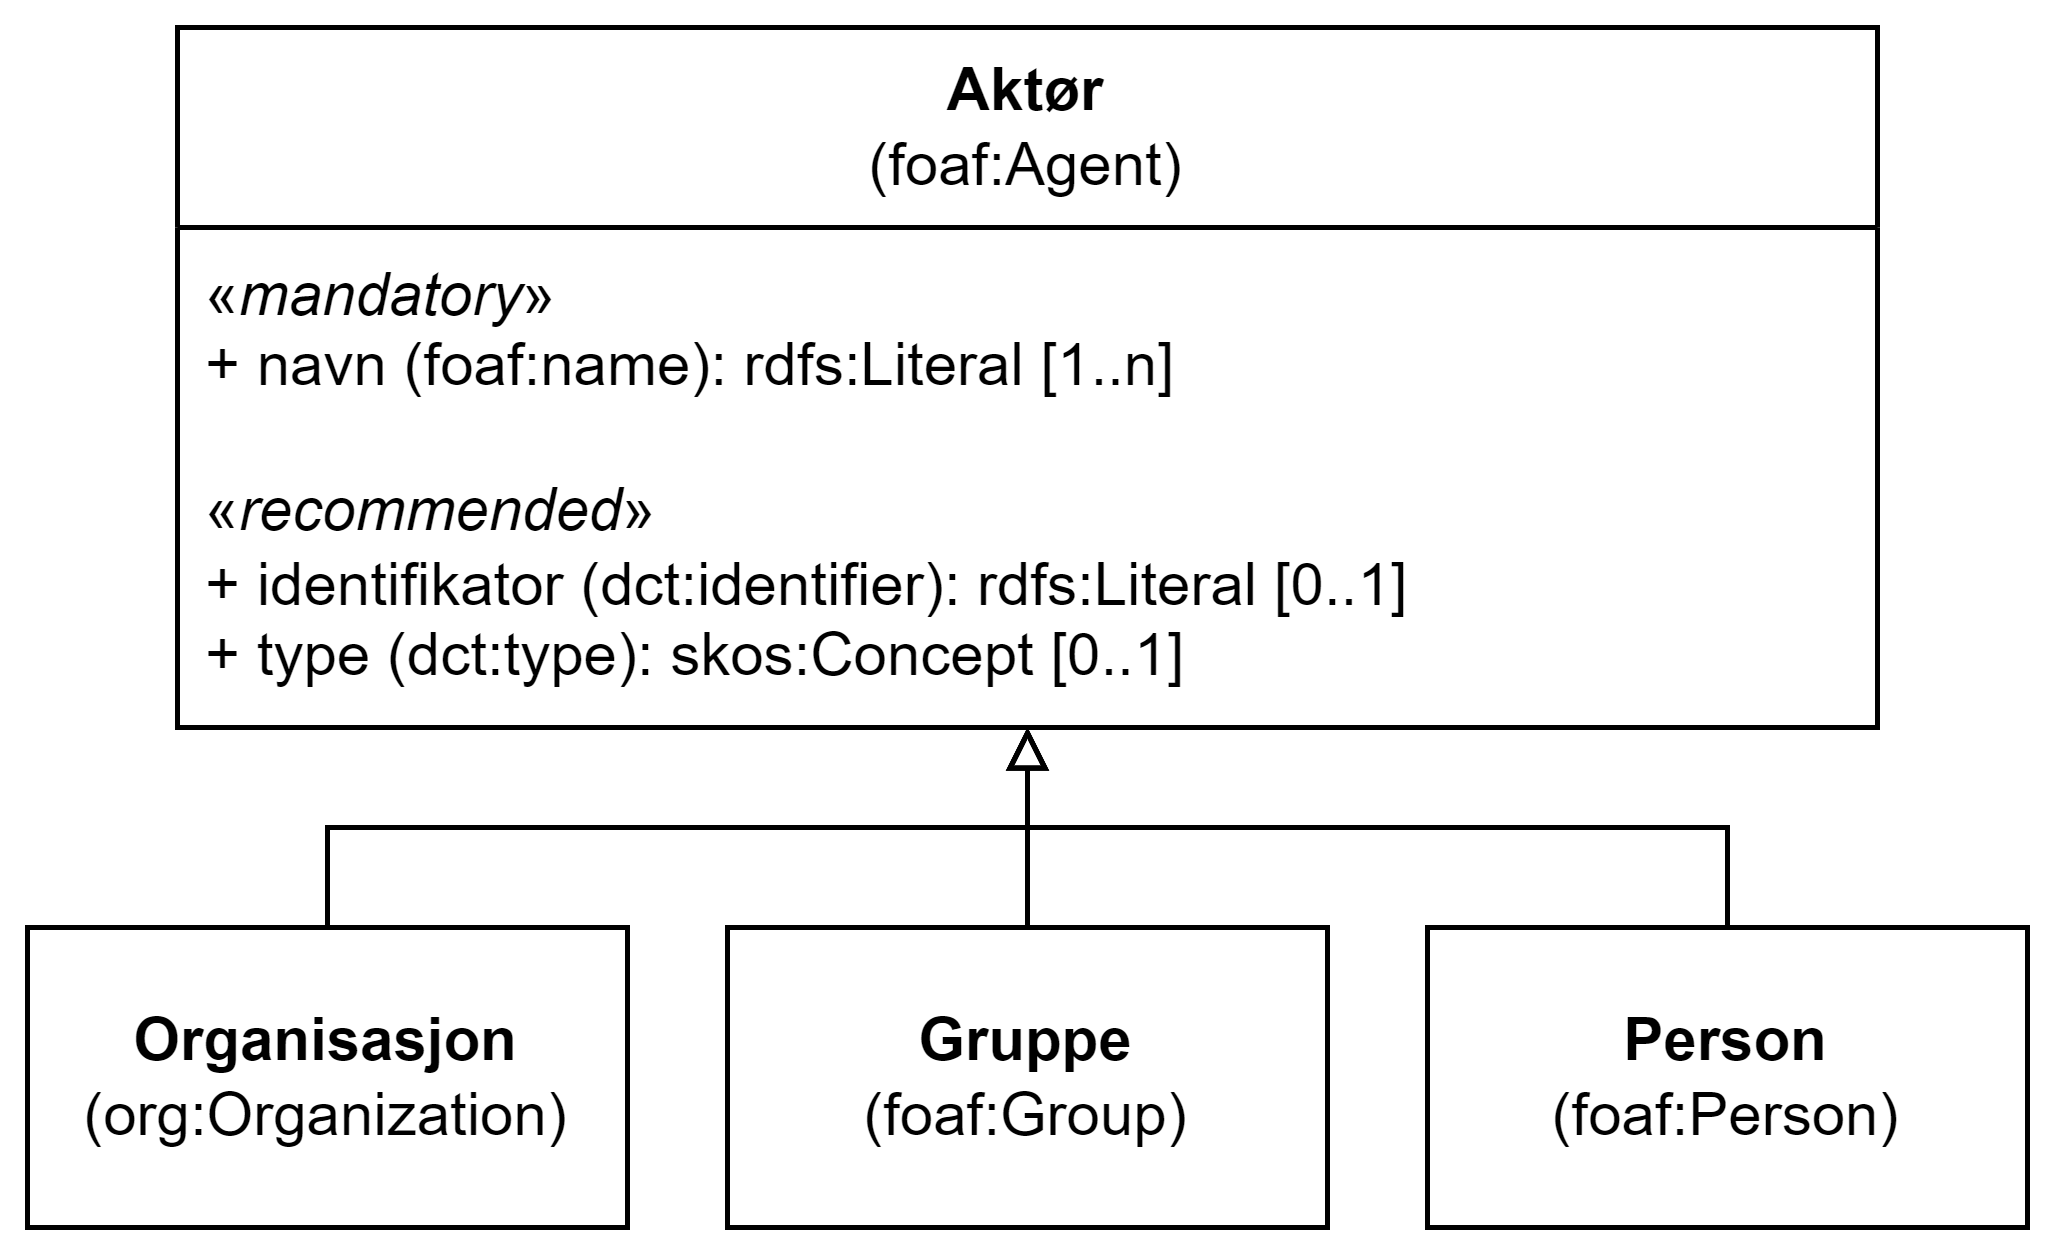 Aktør
(foaf:Agent)
«mandatory»
+ navn (foaf:name): rdfs:Literal [1..n]
«recommended»
+ identifikator (dct:identifier): rdfs:Literal [0..1]
+ type (dct:type): skos:Concept [0..1]
Organisasjon
(org:Organization)
Gruppe
(foaf:Group)
Person
(foaf:Person)